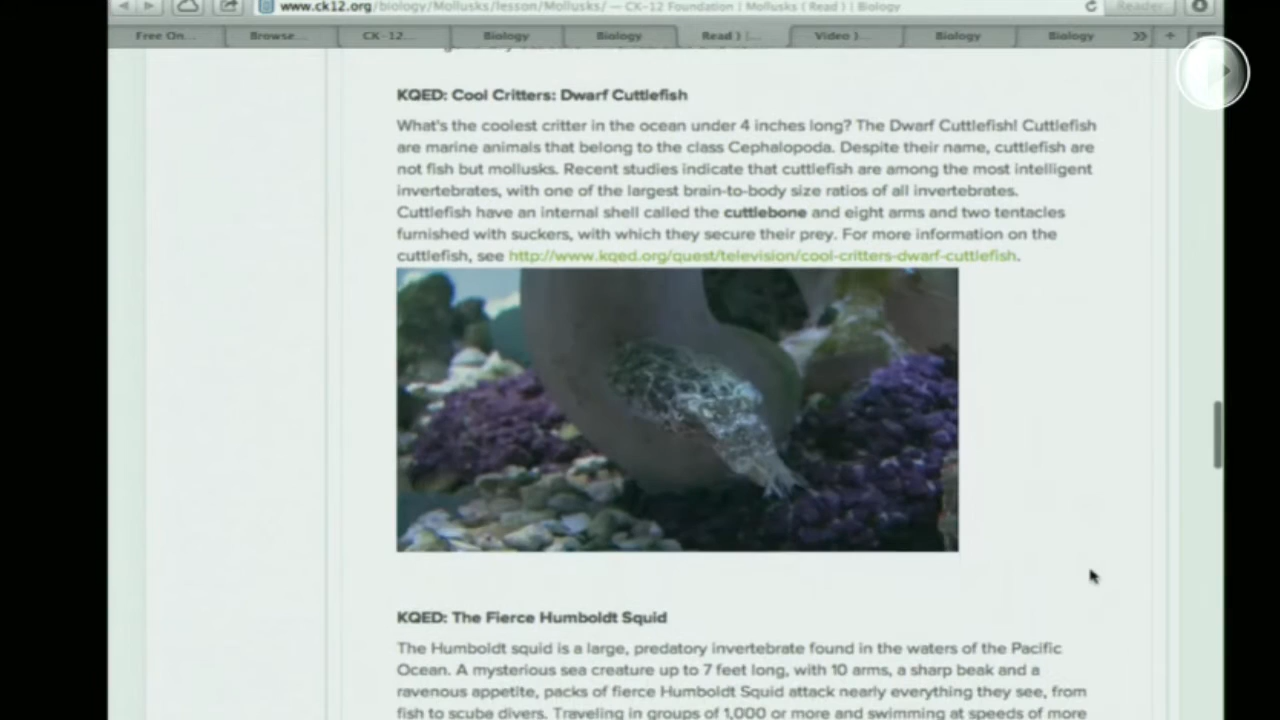 www.ck12.org/biology/Mollusks/lesson/Mollusks/ — CK-12 Foundation | Mollusks ( Read ) | Biology
Reader
Free On... Browse... CK-12... Biology Biology Read ) |... Video )... Biology Biology
KQED: Cool Critters: Dwarf Cuttlefish
What's the coolest critter in the ocean under 4 inches long? The Dwarf Cuttlefish! Cuttlefish
are marine animals that belong to the class Cephalopoda. Despite their name, cuttlefish are
not fish but mollusks. Recent studies indicate that cuttlefish are among the most intelligent
invertebrates, with one of the largest brain-to-body size ratios of all invertebrates.
Cuttlefish have an internal shell called the cuttlebone and eight arms and two tentacles
furnished with suckers, with which they secure their prey. For more information on the
cuttlefish, see http://www.kqed.org/quest/television/cool-critters-dwarf-cuttlefish.
KQED: The Fierce Humboldt Squid
The Humboldt squid is a large, predatory invertebrate found in the waters of the Pacific
Ocean. A mysterious sea creature up to 7 feet long, with 10 arms, a sharp beak and a
ravenous appetite, packs of fierce Humboldt Squid attack nearly everything they see, from
fish to scuba divers. Traveling in groups of 1,000 or more and swimming at speeds of more